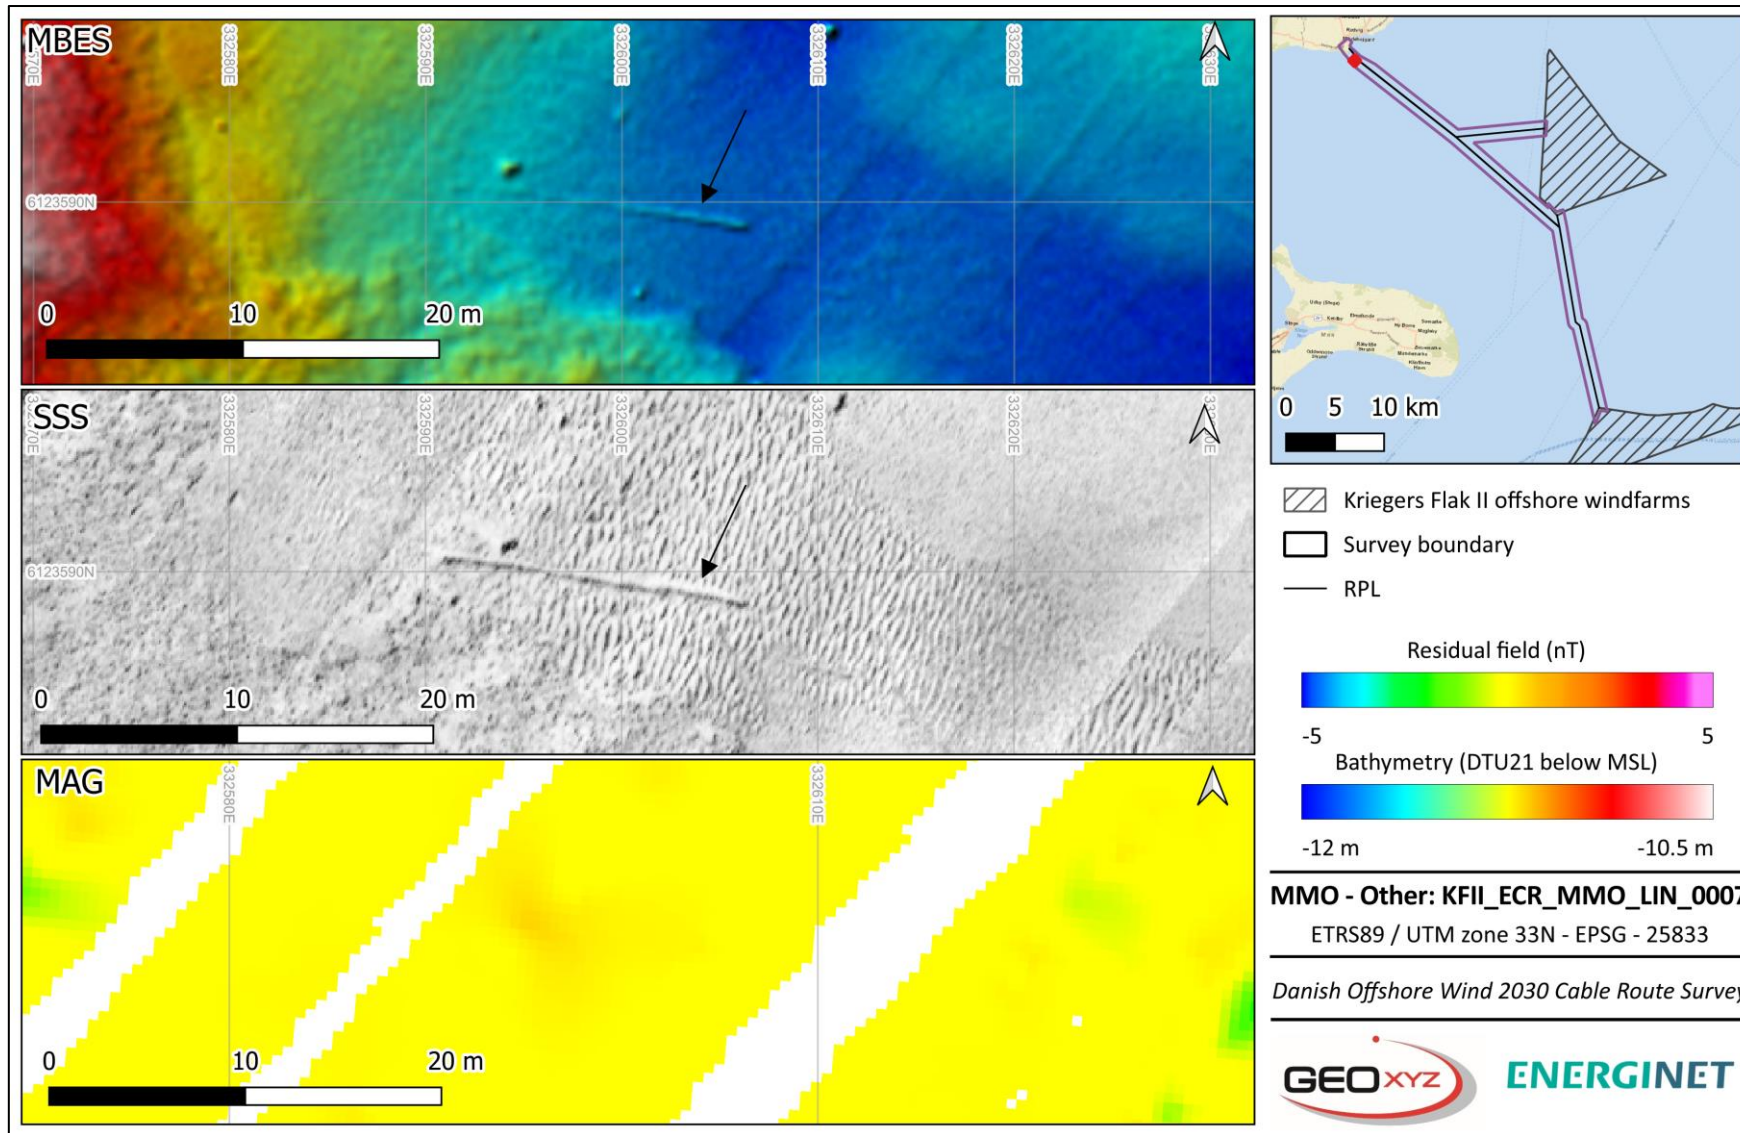 MBES
332570E
332580E
332590E
332600E
332610E
332620E
6123590N
0 10 20 m
SSS
332580E
332590E
332600E
332610E
332620E
6123590N
0 10 20 m
MAG
332580E
332610E
0 10 20 m
0 5 10 km
Kriegers Flak II offshore windfarms
Survey boundary
RPL
Residual field (nT)
-5 5
Bathymetry (DTU21 below MSL)
-12 m -10.5 m
MMO - Other: KFII_ECR_MMO_LIN_0007
ETRS89 / UTM zone 33N - EPSG - 25833
Danish Offshore Wind 2030 Cable Route Survey
GEOXYZ
ENERGINET